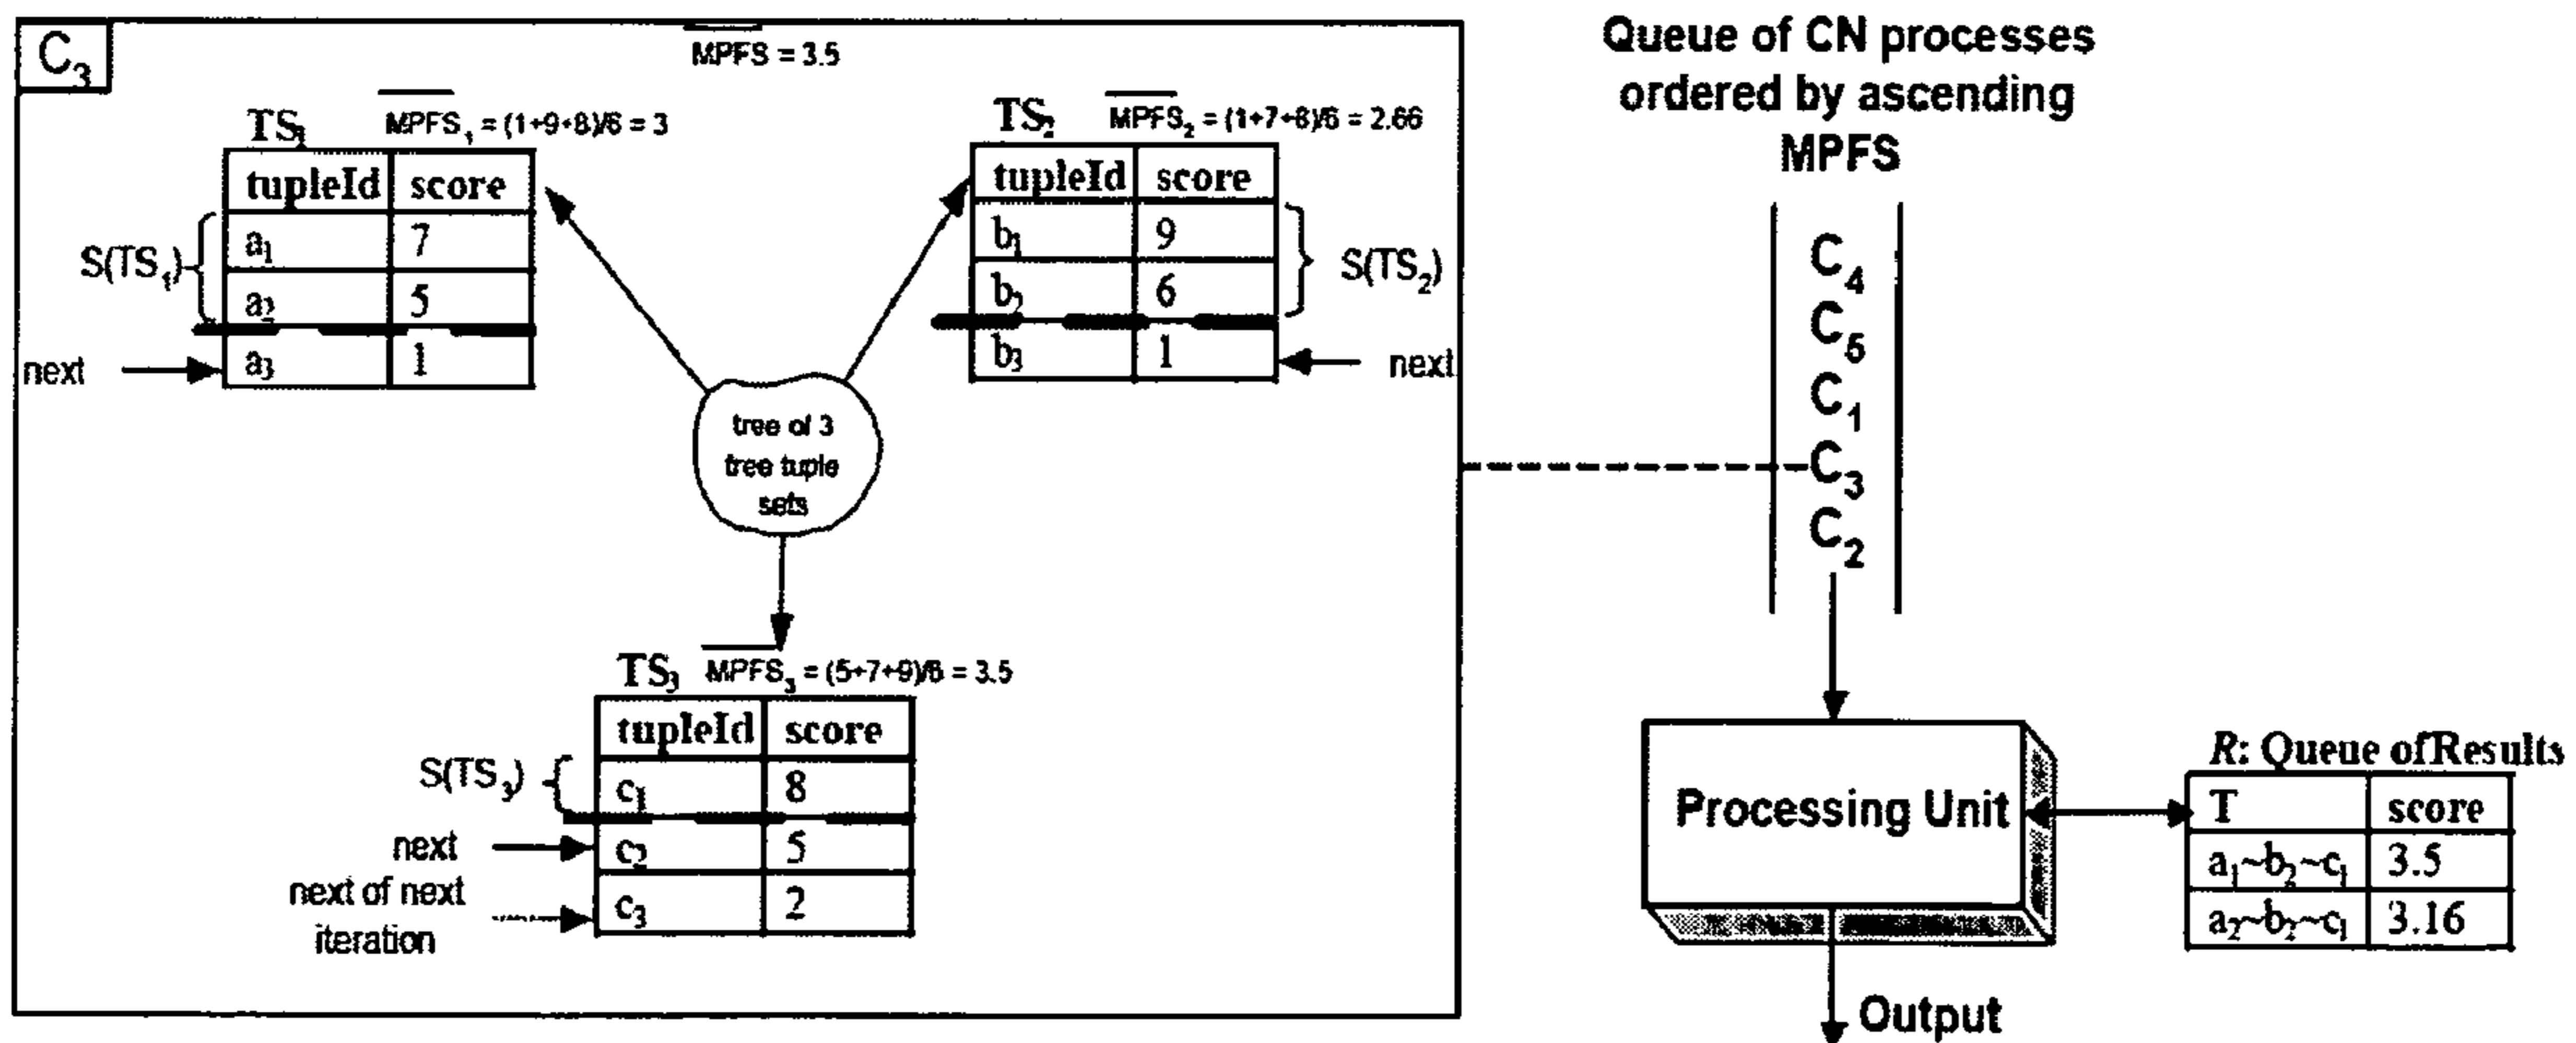 C3
MPFS = 3.5
TS1 MPFS1 = (1+9+8)/6 = 3
tupleId score
a1 7
a2 5
a3 1
S(TS1)
next
TS2 MPFS2 = (1+7+8)/6 = 2.66
tupleId score
b1 9
b2 6
b3 1
S(TS2)
next
tree of 3
tree tuple
sets
TS3 MPFS3 = (5+7+9)/6 = 3.5
tupleId score
c1 8
c2 5
c3 2
S(TS3)
next
next of next
iteration
Queue of CN processes
ordered by ascending
MPFS
C4
C5
C1
C3
C2
Processing Unit
R: Queue of Results
T score
a1~b2~c1 3.5
a2~b2~c1 3.16
Output